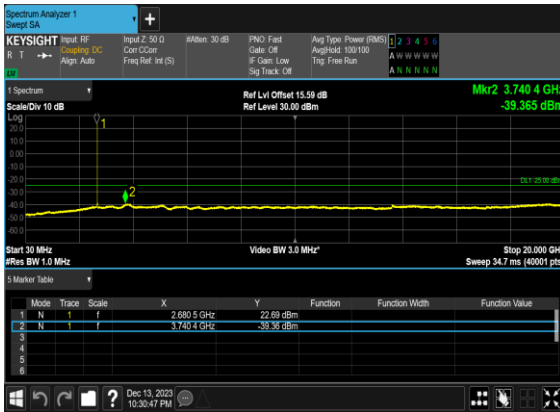 Spectrum Analyzer 1
Swept SA
+
KEYSIGHT Input: RF Input Z: 50 Ω #Atten: 30 dB PNO: Fast Avg Type: Power (RMS) 1 2 3 4 5 6
R T Coupling: DC Corr CCorr Gate: Off Avg|Hold: 100/100 A W W W W W
Align: Auto Freq Ref: Int (S) IF Gain: Low Trig: Free Run
LW Sig Track: Off A N N N N N
1 Spectrum Ref Lvl Offset 15.59 dB Mkr2 3.740 4 GHz
Scale/Div 10 dB Ref Level 30.00 dBm -39.365 dBm
Log
20.0
10.0
0.00
-10.0
-20.0
-30.0
-40.0
-50.0
-60.0
1
2
DL1 -25.00 dBm
Start 30 MHz Video BW 3.0 MHz* Stop 20.000 GHz
#Res BW 1.0 MHz Sweep 34.7 ms (40001 pts)
5 Marker Table
Mode Trace Scale X Y Function Function Width Function Value
1 N 1 f 2.680 5 GHz 22.69 dBm
2 N 1 f 3.740 4 GHz -39.36 dBm
3
4
5
6
? Dec 13, 2023
10:30:47 PM